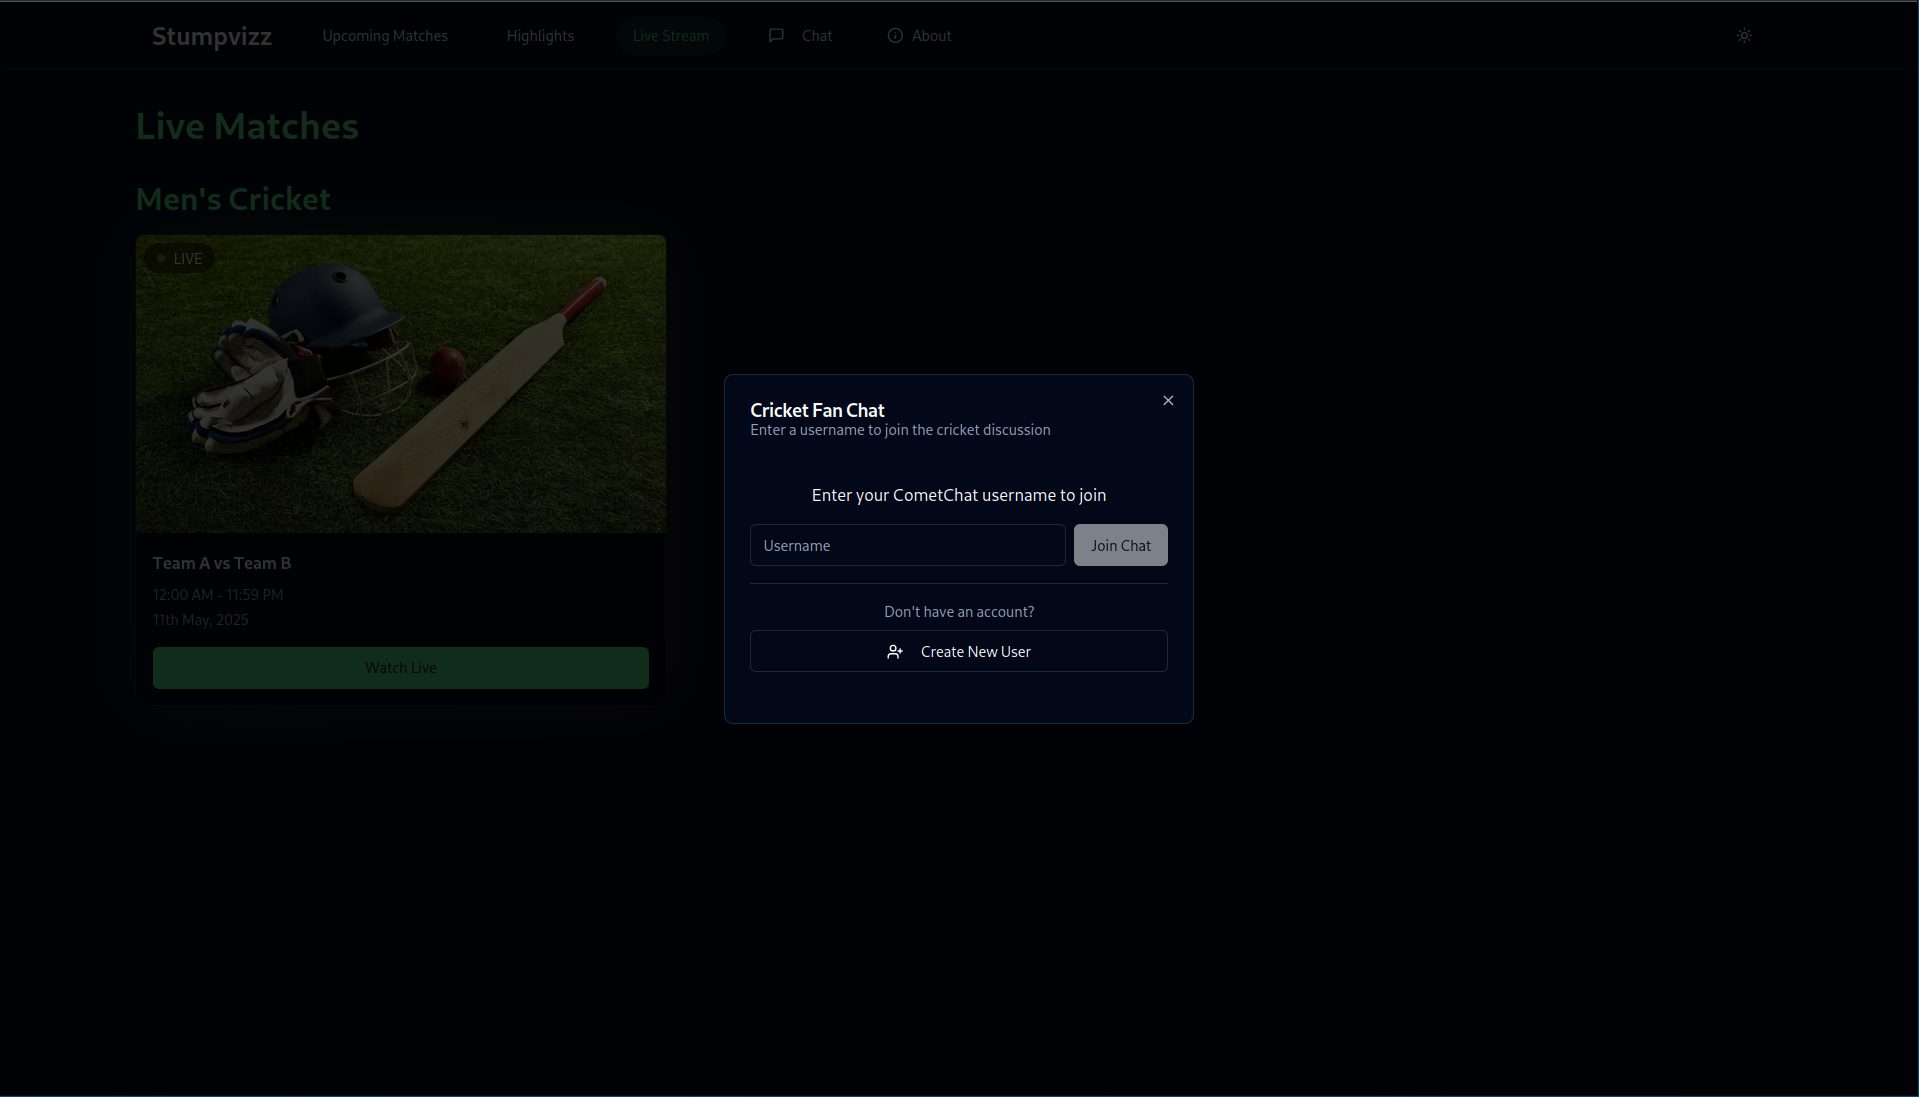 Stumpvizz
Upcoming Matches
Highlights
Live Stream
Chat
About
Live Matches
Men's Cricket
LIVE
Team A vs Team B
12:00 AM - 11:59 PM
11th May, 2025
Watch Live
Cricket Fan Chat
Enter a username to join the cricket discussion
Enter your CometChat username to join
Username
Join Chat
Don't have an account?
Create New User